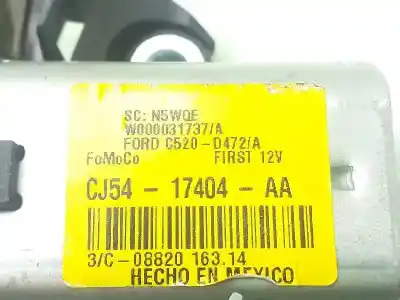 SC: N5WQE
W000031737/A
FORD C520-D472/A
FoMoCo FIRST 12V
CJ54 - 17404 - AA
3/C-08820 163.14
HECHO EN MEXICO